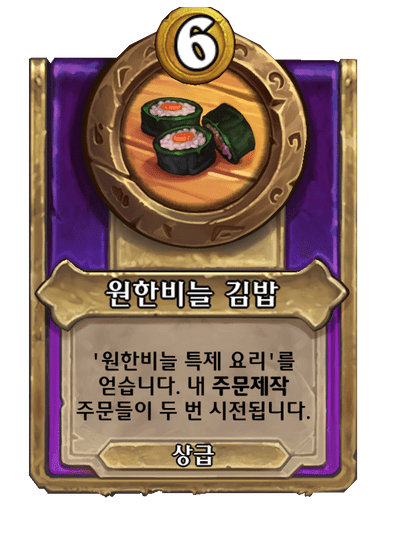 6
원한비늘 김밥
'원한비늘 특제 요리'를
얻습니다. 내 주문제작
주문들이 두 번 시전됩니다.
상급